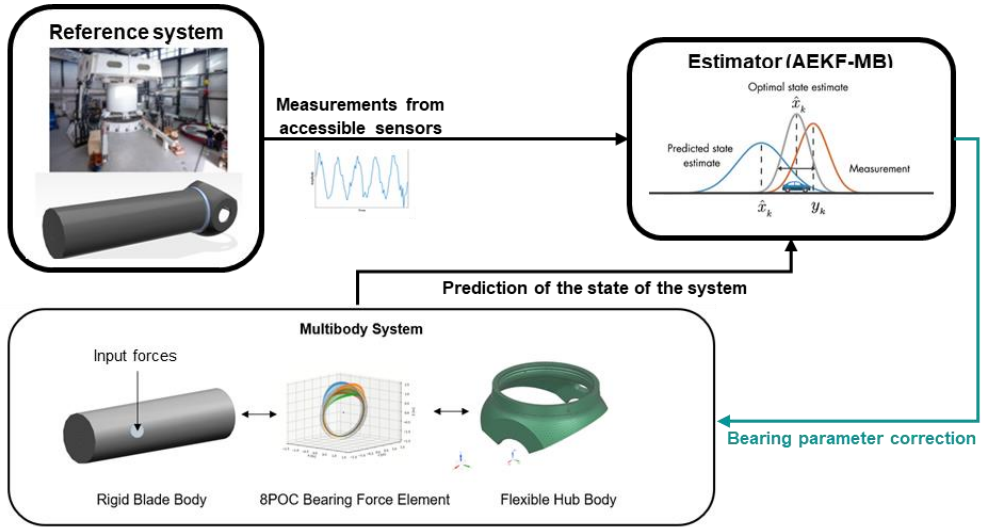 Reference system
Estimator (AEKF-MB)
Measurements from
accessible sensors
Optimal state estimate
x̂ₖ
Predicted state
estimate
Measurement
x̂ₖ
yₖ
Prediction of the state of the system
Multibody System
Input forces
Rigid Blade Body
8POC Bearing Force Element
Flexible Hub Body
Bearing parameter correction